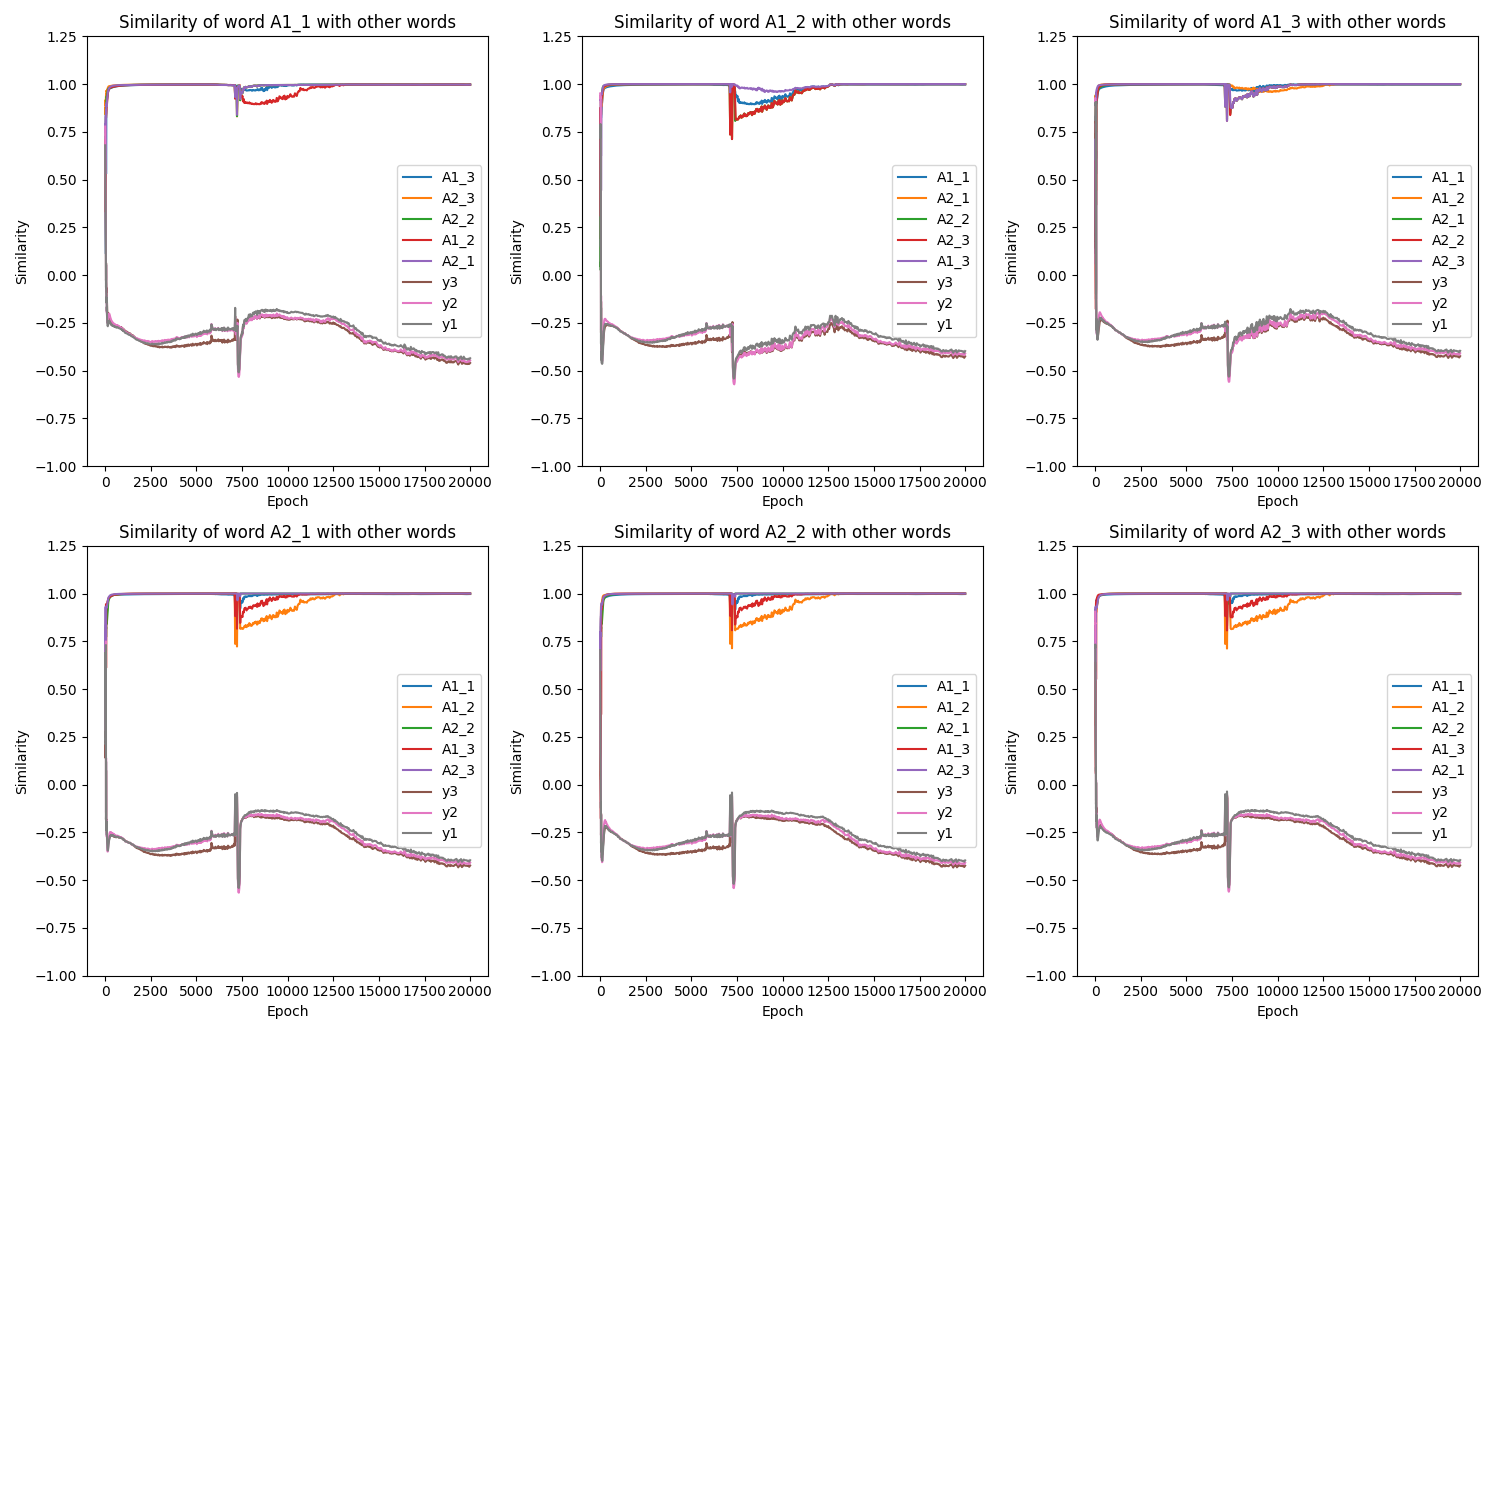 Similarity of word A1_1 with other words
1.25
1.00
0.75
0.50
0.25
0.00
−0.25
−0.50
−0.75
−1.00
Similarity
A1_3
A2_3
A2_2
A1_2
A2_1
y3
y2
y1
0 2500 5000 7500 10000 12500 15000 17500 20000
Epoch
Similarity of word A1_2 with other words
1.25
1.00
0.75
0.50
0.25
0.00
−0.25
−0.50
−0.75
−1.00
Similarity
A1_1
A2_1
A2_2
A2_3
A1_3
y3
y2
y1
0 2500 5000 7500 10000 12500 15000 17500 20000
Epoch
Similarity of word A1_3 with other words
1.25
1.00
0.75
0.50
0.25
0.00
−0.25
−0.50
−0.75
−1.00
Similarity
A1_1
A1_2
A2_1
A2_2
A2_3
y3
y2
y1
0 2500 5000 7500 10000 12500 15000 17500 20000
Epoch
Similarity of word A2_1 with other words
1.25
1.00
0.75
0.50
0.25
0.00
−0.25
−0.50
−0.75
−1.00
Similarity
A1_1
A1_2
A2_2
A1_3
A2_3
y3
y2
y1
0 2500 5000 7500 10000 12500 15000 17500 20000
Epoch
Similarity of word A2_2 with other words
1.25
1.00
0.75
0.50
0.25
0.00
−0.25
−0.50
−0.75
−1.00
Similarity
A1_1
A1_2
A2_1
A1_3
A2_3
y3
y2
y1
0 2500 5000 7500 10000 12500 15000 17500 20000
Epoch
Similarity of word A2_3 with other words
1.25
1.00
0.75
0.50
0.25
0.00
−0.25
−0.50
−0.75
−1.00
Similarity
A1_1
A1_2
A2_2
A1_3
A2_1
y3
y2
y1
0 2500 5000 7500 10000 12500 15000 17500 20000
Epoch